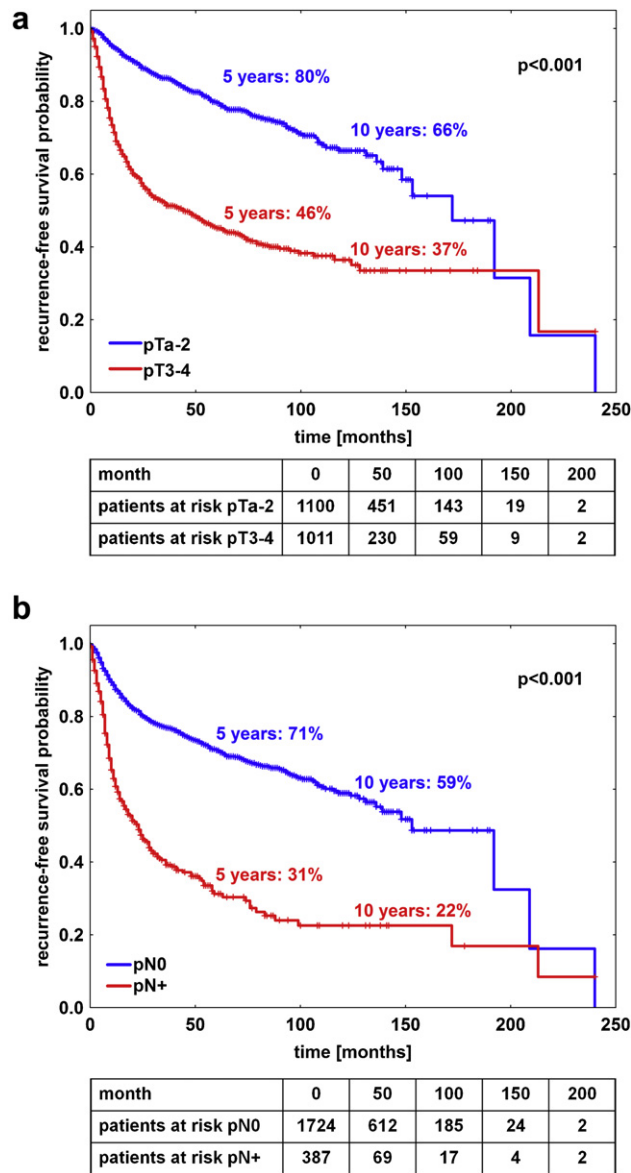 a
1.0
p<0.001
5 years: 80%
0.8
10 years: 66%
0.6
5 years: 46%
0.4
10 years: 37%
0.2
pTa-2
pT3-4
0.0
recurrence-free survival probability
0 50 100 150 200 250
time [months]
month 0 50 100 150 200
patients at risk pTa-2 1100 451 143 19 2
patients at risk pT3-4 1011 230 59 9 2
b
1.0
p<0.001
0.8
5 years: 71%
0.6
10 years: 59%
0.4
5 years: 31%
10 years: 22%
0.2
pN0
pN+
0.0
recurrence-free survival probability
0 50 100 150 200 250
time [months]
month 0 50 100 150 200
patients at risk pN0 1724 612 185 24 2
patients at risk pN+ 387 69 17 4 2